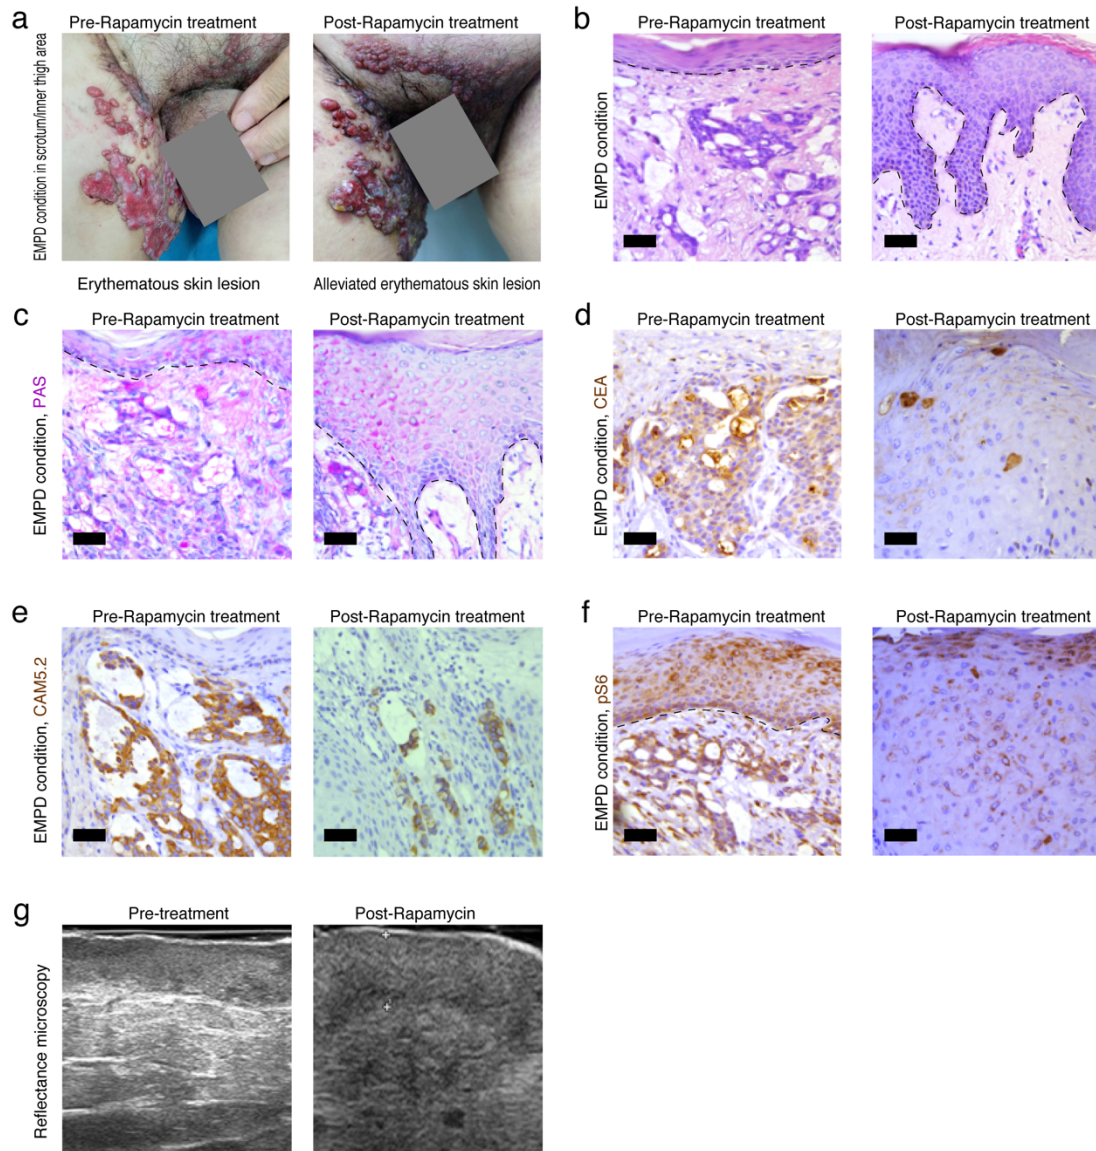 a
Pre-Rapamycin treatment
Post-Rapamycin treatment
EMPD condition in scrotum/inner thigh area
Erythematous skin lesion
Alleviated erythematous skin lesion
b
Pre-Rapamycin treatment
Post-Rapamycin treatment
EMPD condition
c
Pre-Rapamycin treatment
Post-Rapamycin treatment
EMPD condition, PAS
d
Pre-Rapamycin treatment
Post-Rapamycin treatment
EMPD condition, CEA
e
Pre-Rapamycin treatment
Post-Rapamycin treatment
EMPD condition, CAM5.2
f
Pre-Rapamycin treatment
Post-Rapamycin treatment
EMPD condition, pS6
g
Pre-treatment
Post-Rapamycin
Reflectance microscopy